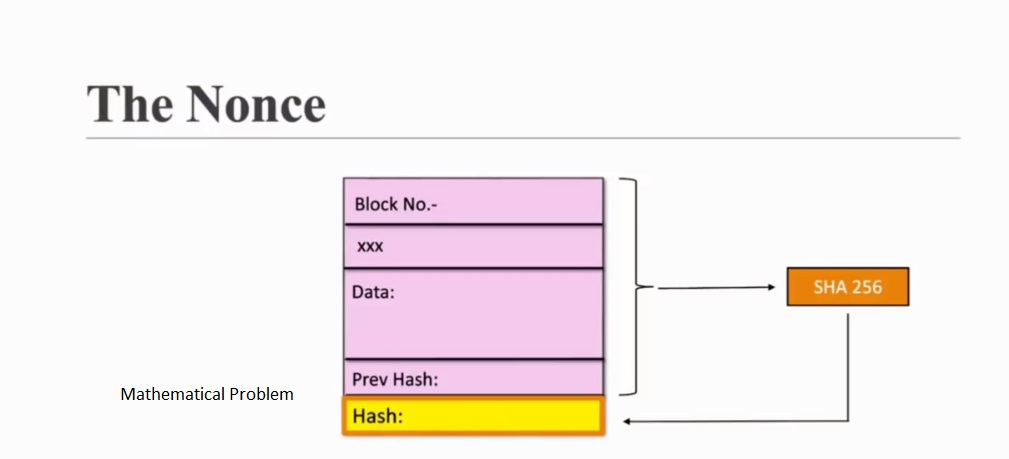 The Nonce
Block No.-
xxx
Data:
SHA 256
Prev Hash:
Mathematical Problem
Hash: